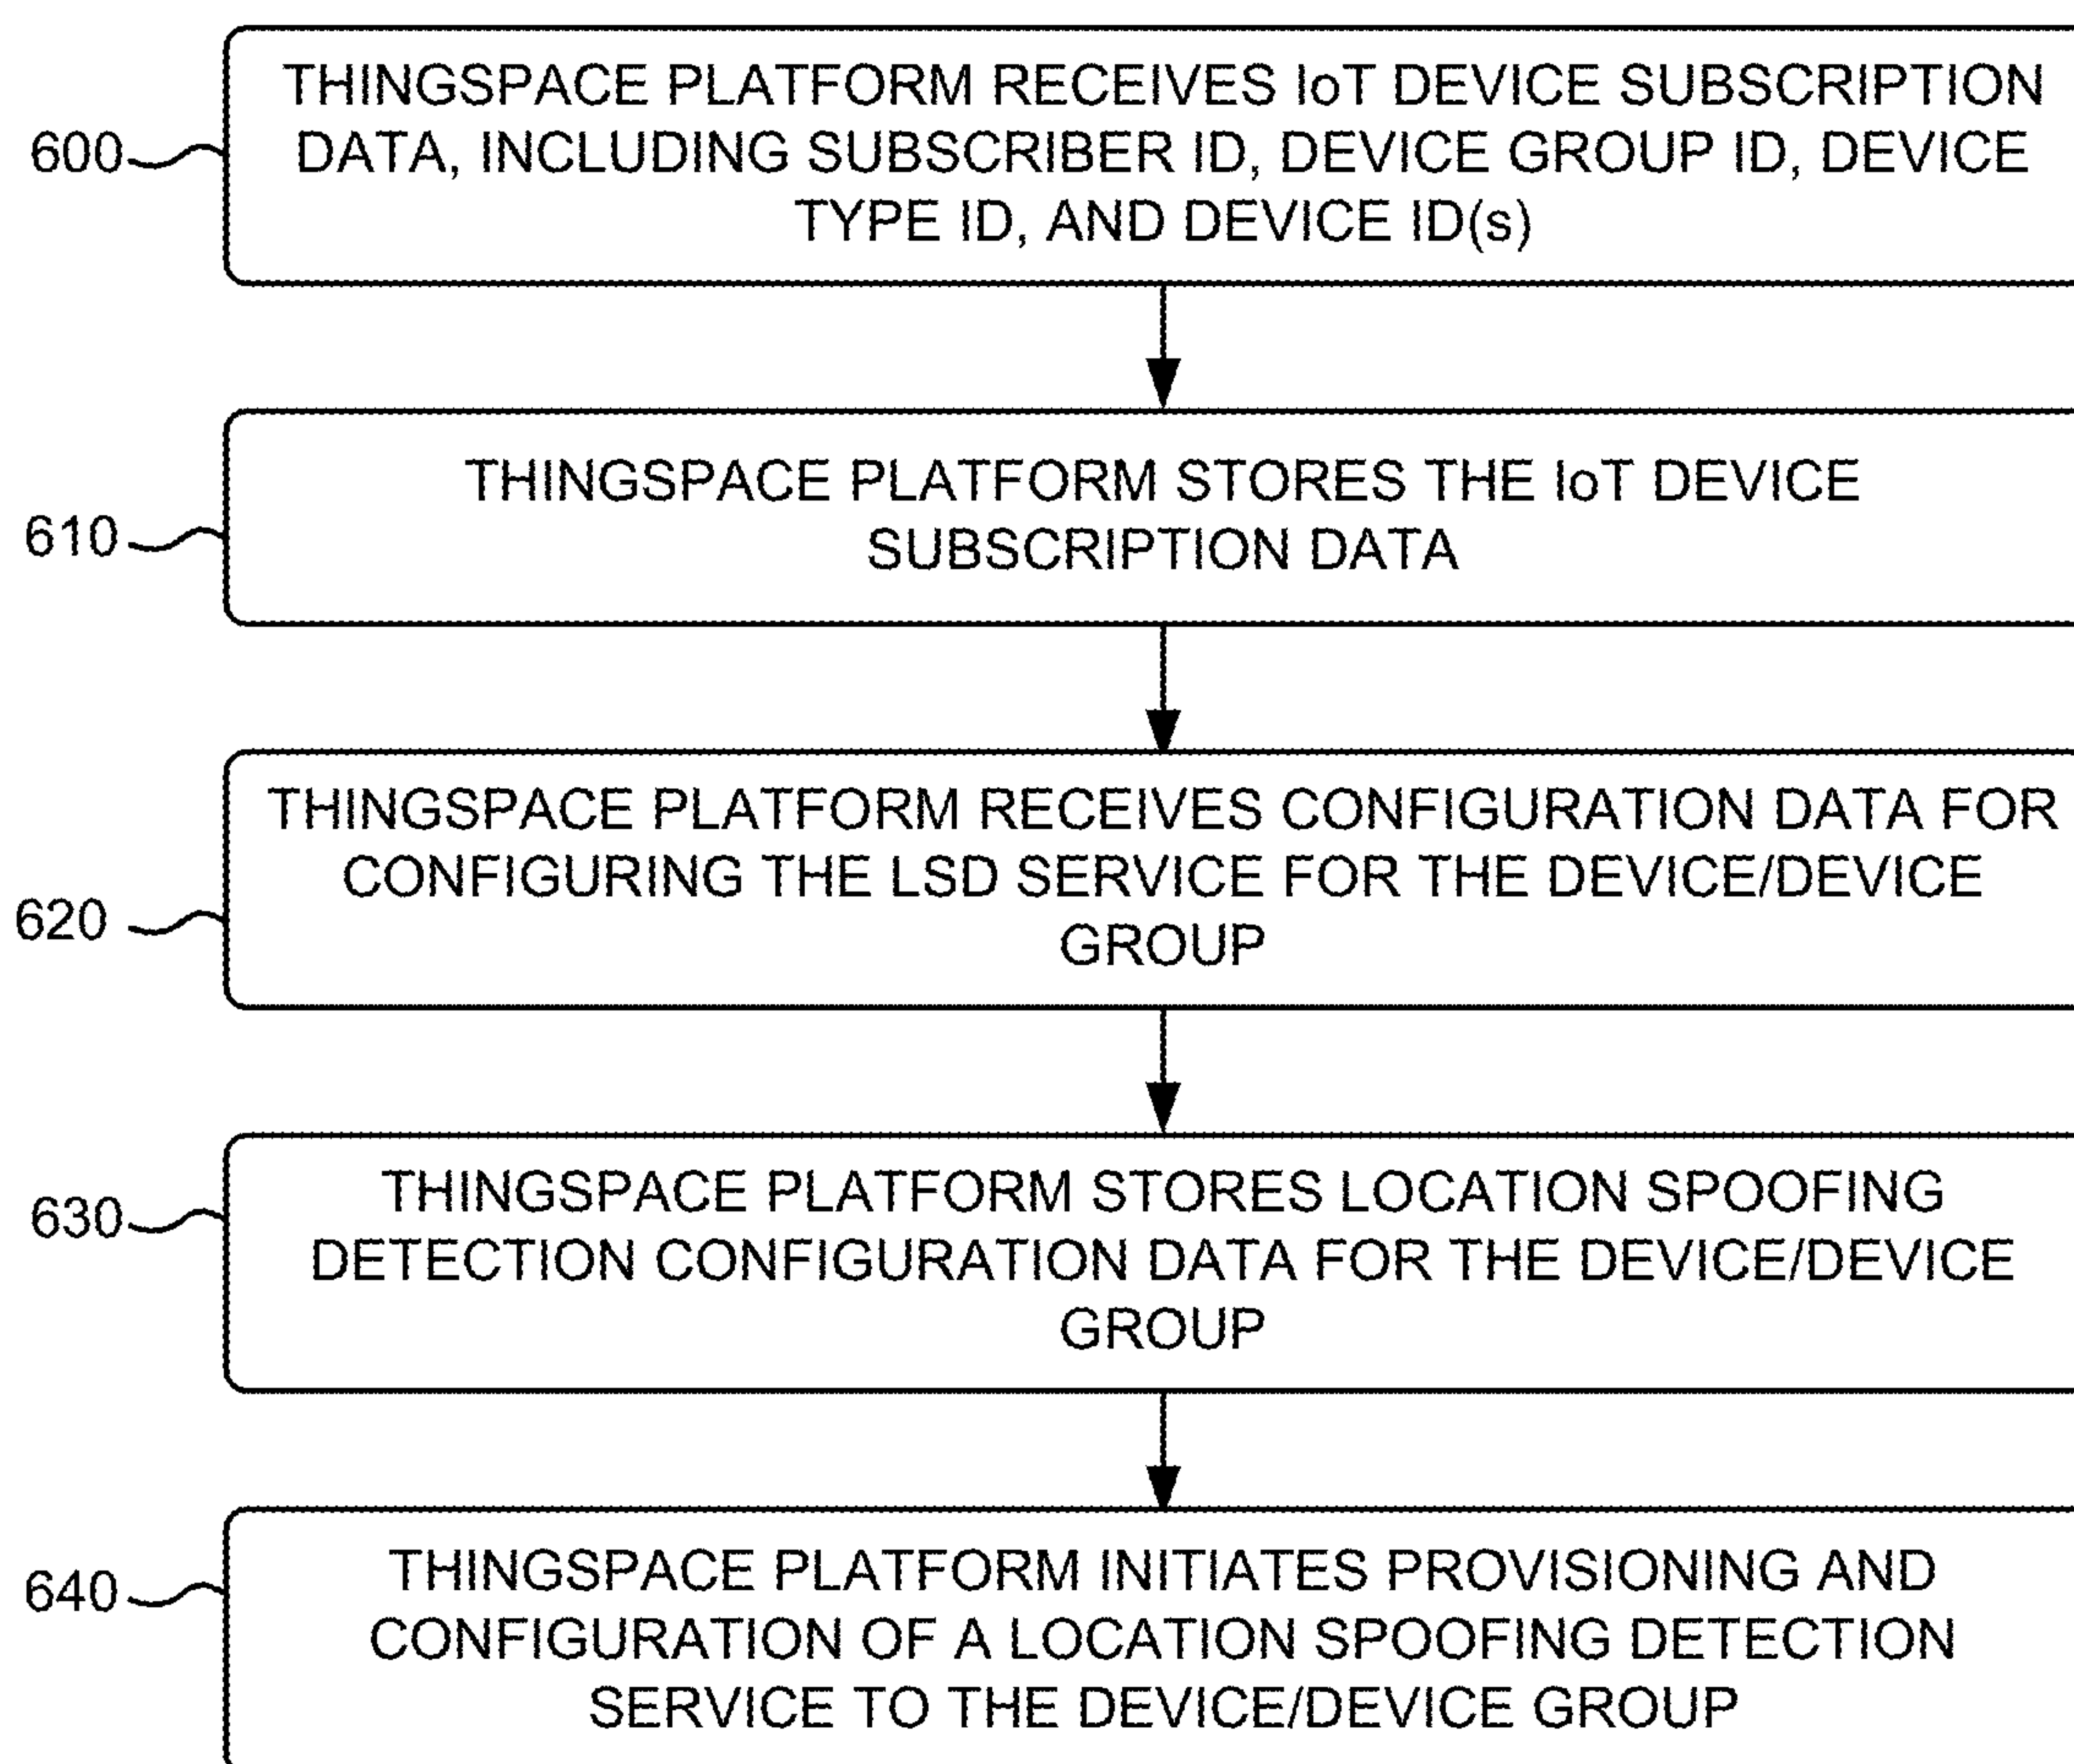 THINGSPACE PLATFORM RECEIVES IoT DEVICE SUBSCRIPTION
600
DATA, INCLUDING SUBSCRIBER ID, DEVICE GROUP ID, DEVICE
TYPE ID, AND DEVICE ID(s)
THINGSPACE PLATFORM STORES THE IoT DEVICE
610
SUBSCRIPTION DATA
THINGSPACE PLATFORM RECEIVES CONFIGURATION DATA FOR
CONFIGURING THE LSD SERVICE FOR THE DEVICE/DEVICE
620
GROUP
THINGSPACE PLATFORM STORES LOCATION SPOOFING
630
DETECTION CONFIGURATION DATA FOR THE DEVICE/DEVICE
GROUP
THINGSPACE PLATFORM INITIATES PROVISIONING AND
640
CONFIGURATION OF A LOCATION SPOOFING DETECTION
SERVICE TO THE DEVICE/DEVICE GROUP